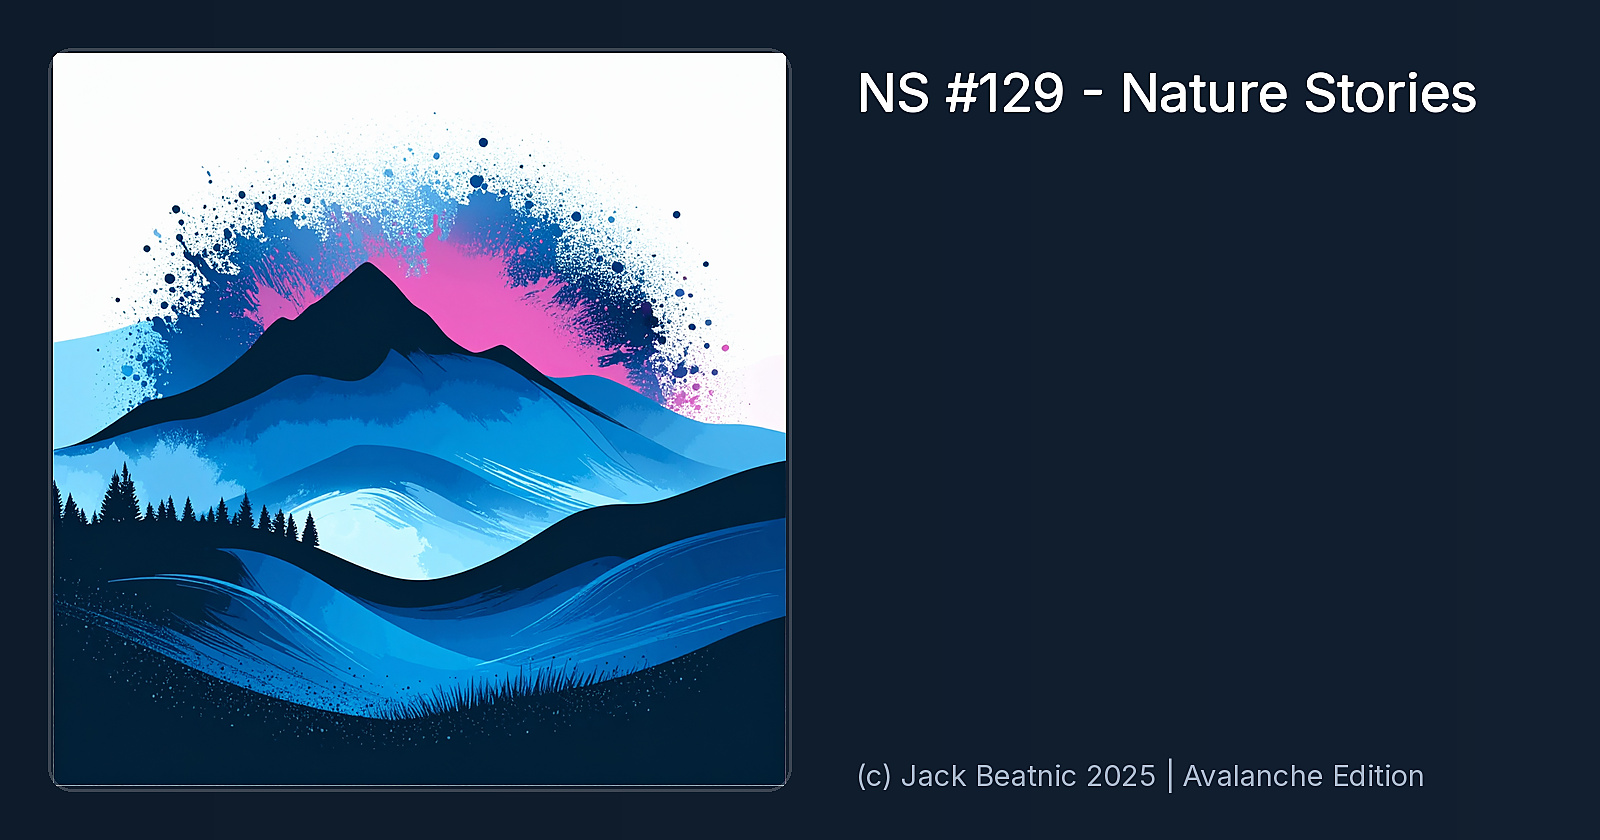 NS #129 - Nature Stories
(c) Jack Beatnic 2025 | Avalanche Edition